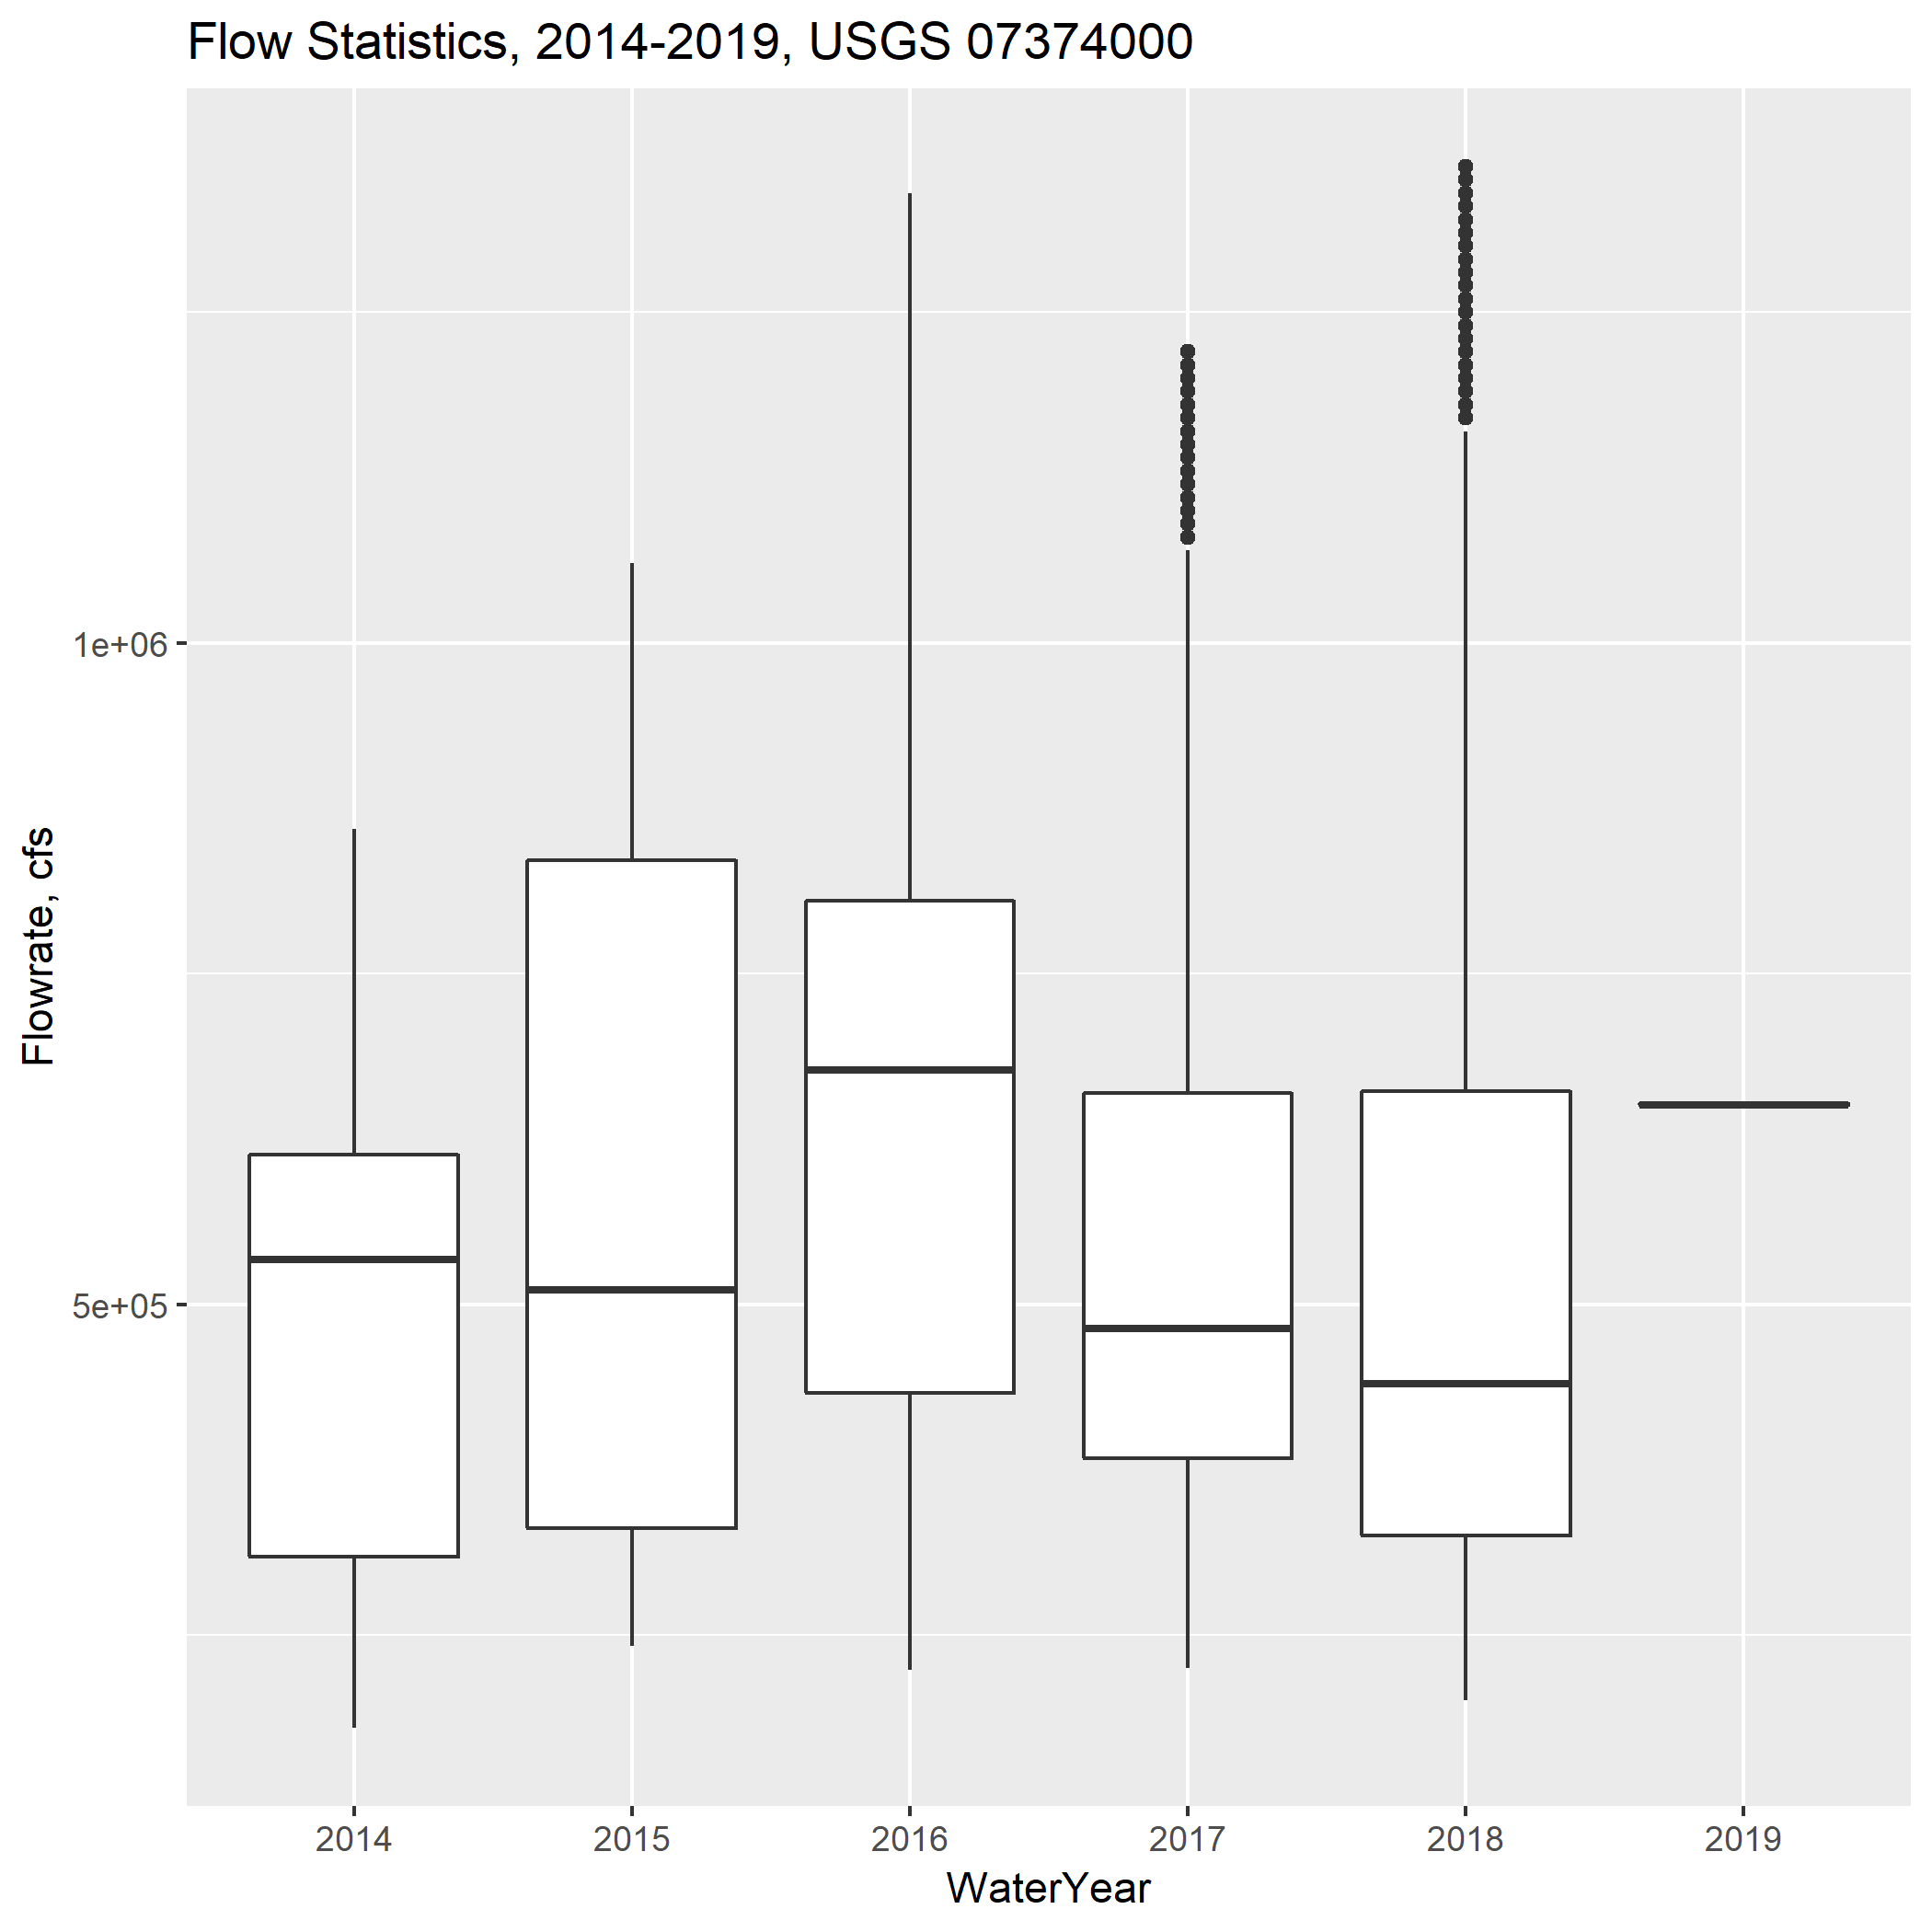 Flow Statistics, 2014-2019, USGS 07374000
Flowrate, cfs
1e+06
5e+05
2014 2015 2016 2017 2018 2019
WaterYear